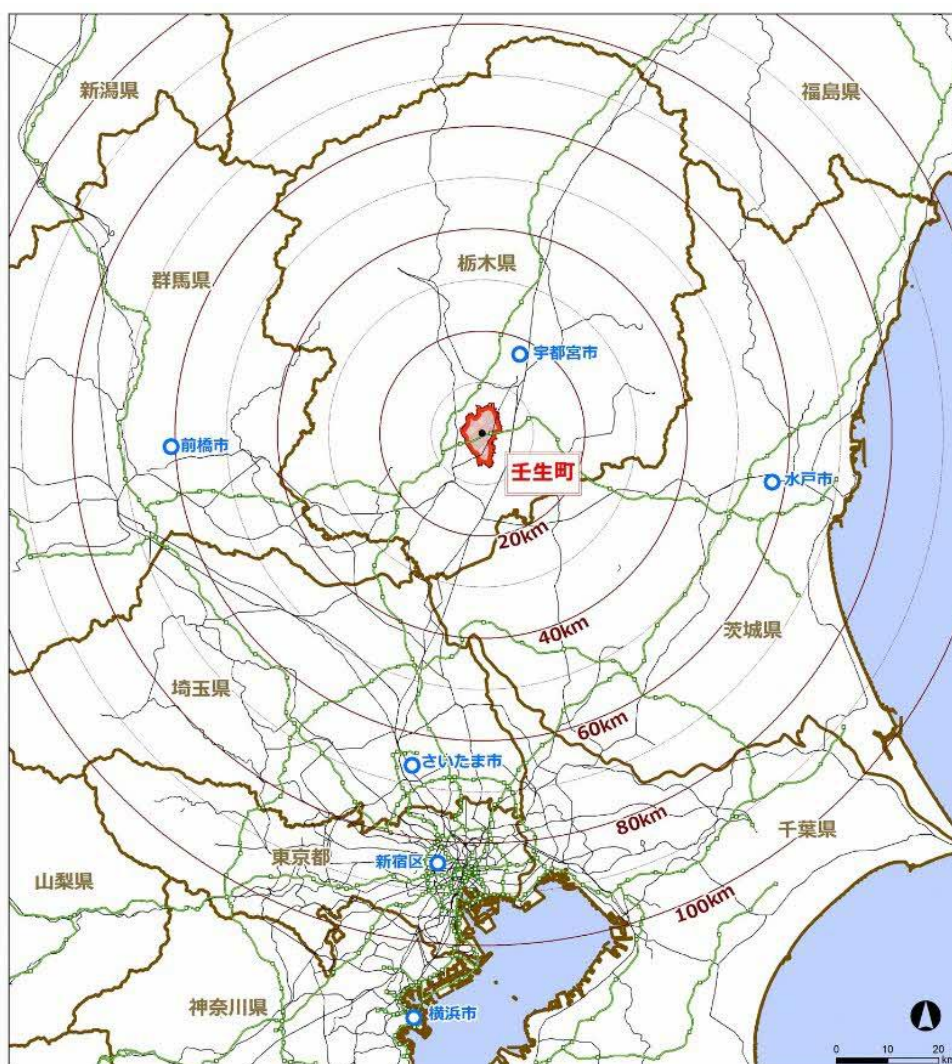 新潟県
福島県
群馬県
栃木県
宇都宮市
前橋市
壬生町
水戸市
20km
40km
茨城県
埼玉県
60km
さいたま市
80km
千葉県
東京都
新宿区
山梨県
100km
神奈川県
横浜市
0 10 20
km